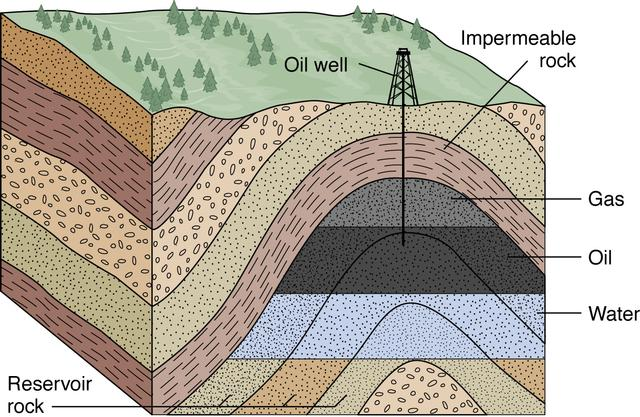 Impermeable
rock
Oil well
Gas
Oil
Water
Reservoir
rock